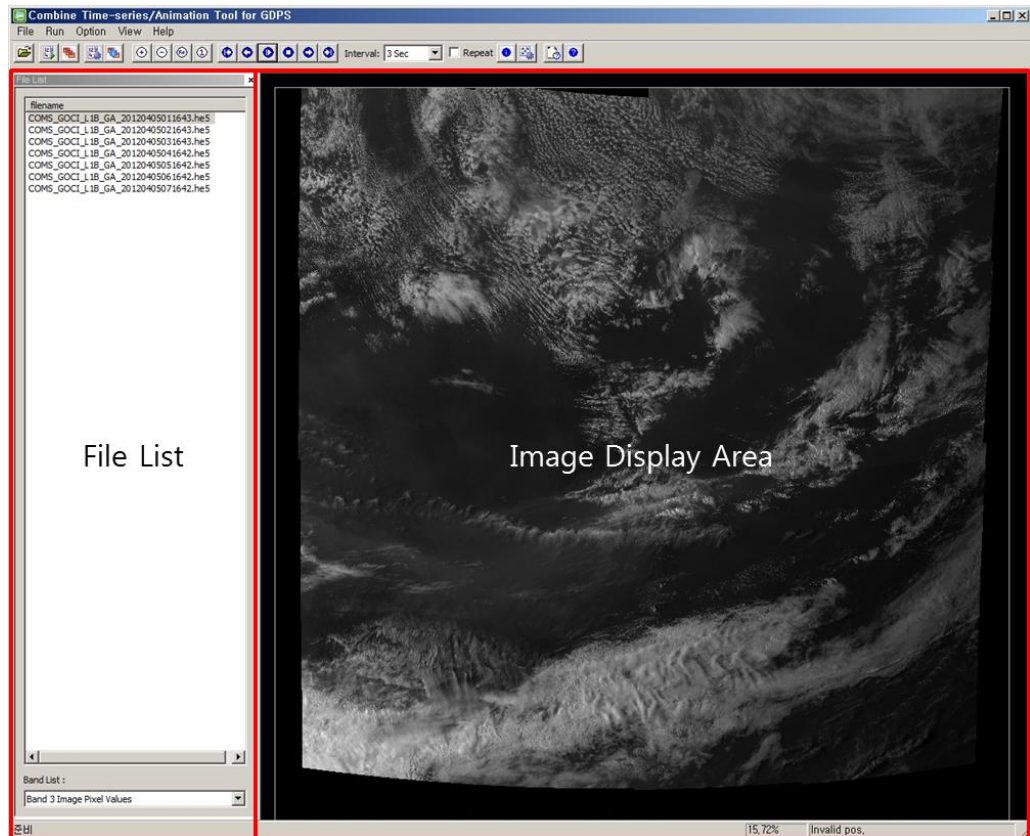 Combine Time-series/Animation Tool for GDPS
File Run Option View Help
Interval: 3 Sec Repeat
File List
filename
COMS_GOCI_L1B_GA_20120405011643.he5
COMS_GOCI_L1B_GA_20120405021643.he5
COMS_GOCI_L1B_GA_20120405031643.he5
COMS_GOCI_L1B_GA_20120405041642.he5
COMS_GOCI_L1B_GA_20120405051642.he5
COMS_GOCI_L1B_GA_20120405061642.he5
COMS_GOCI_L1B_GA_20120405071642.he5
File List
Image Display Area
Band List :
Band 3 Image Pixel Values
준비
15,72% Invalid pos,